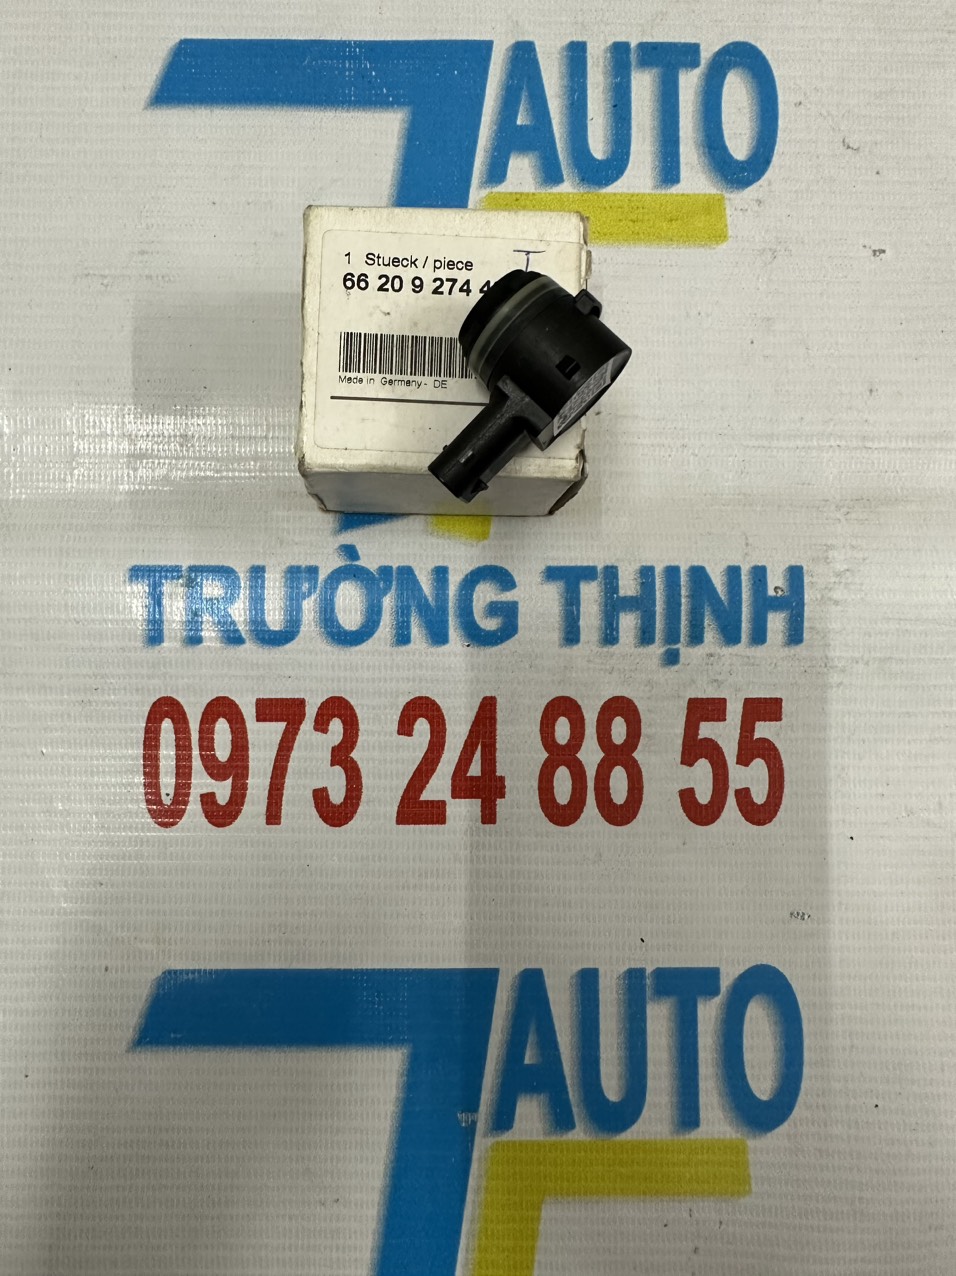 AUTO
1 Stueck / piece
66 20 9 274
Made in Germany - DE
TRƯỜNG THỊNH
0973 24 88 55
AUTO